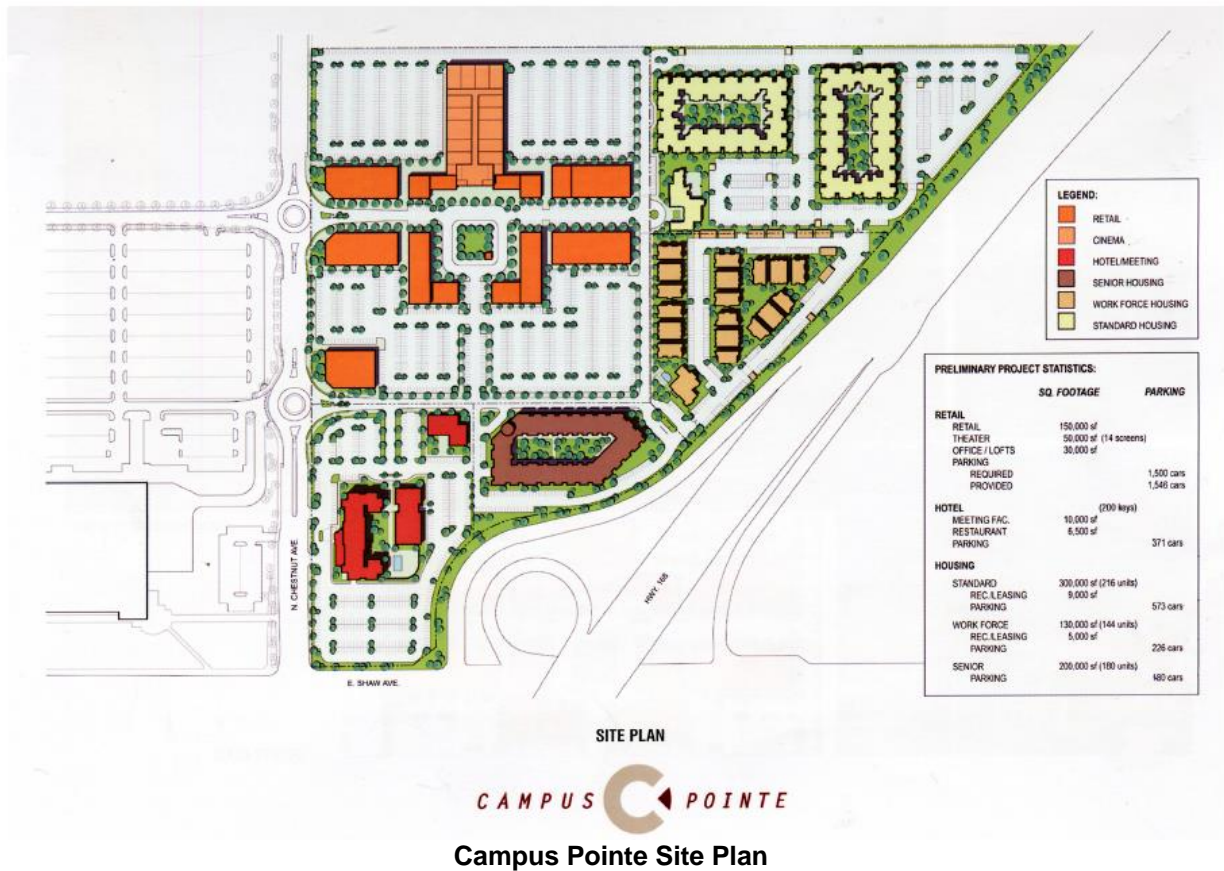 LEGEND:
RETAIL
CINEMA
HOTEL/MEETING
SENIOR HOUSING
WORK FORCE HOUSING
STANDARD HOUSING
PRELIMINARY PROJECT STATISTICS:
SQ. FOOTAGE PARKING
RETAIL
RETAIL 150,000 sf
THEATER 50,000 sf (14 screens)
OFFICE / LOFTS 30,000 sf
PARKING
REQUIRED 1,500 cars
PROVIDED 1,546 cars
HOTEL (200 keys)
MEETING FAC. 10,000 sf
RESTAURANT 6,500 sf
PARKING 371 cars
HOUSING
STANDARD 300,000 sf (216 units)
REC./LEASING 9,000 sf
PARKING 573 cars
WORK FORCE 130,000 sf (144 units)
REC./LEASING 5,000 sf
PARKING 226 cars
SENIOR 200,000 sf (180 units)
PARKING cars
N. CHESTNUT AVE.
HWY. 168
E. SHAW AVE.
SITE PLAN
CAMPUS C POINTE
Campus Pointe Site Plan